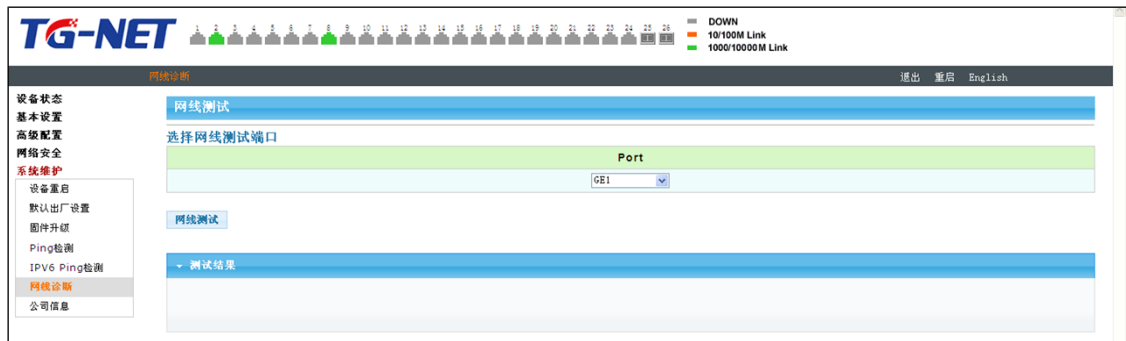 TG-NET
1 2 3 4 5 6 7 8 9 10 11 12 13 14 15 16 17 18 19 20 21 22 23 24 25 26
DOWN
10/100M Link
1000/10000M Link
网线诊断
退出 重启 English
设备状态
基本设置
高级配置
网络安全
系统维护
设备重启
默认出厂设置
固件升级
Ping检测
IPV6 Ping检测
网线诊断
公司信息
网线测试
选择网线测试端口
Port
GE1
网线测试
测试结果